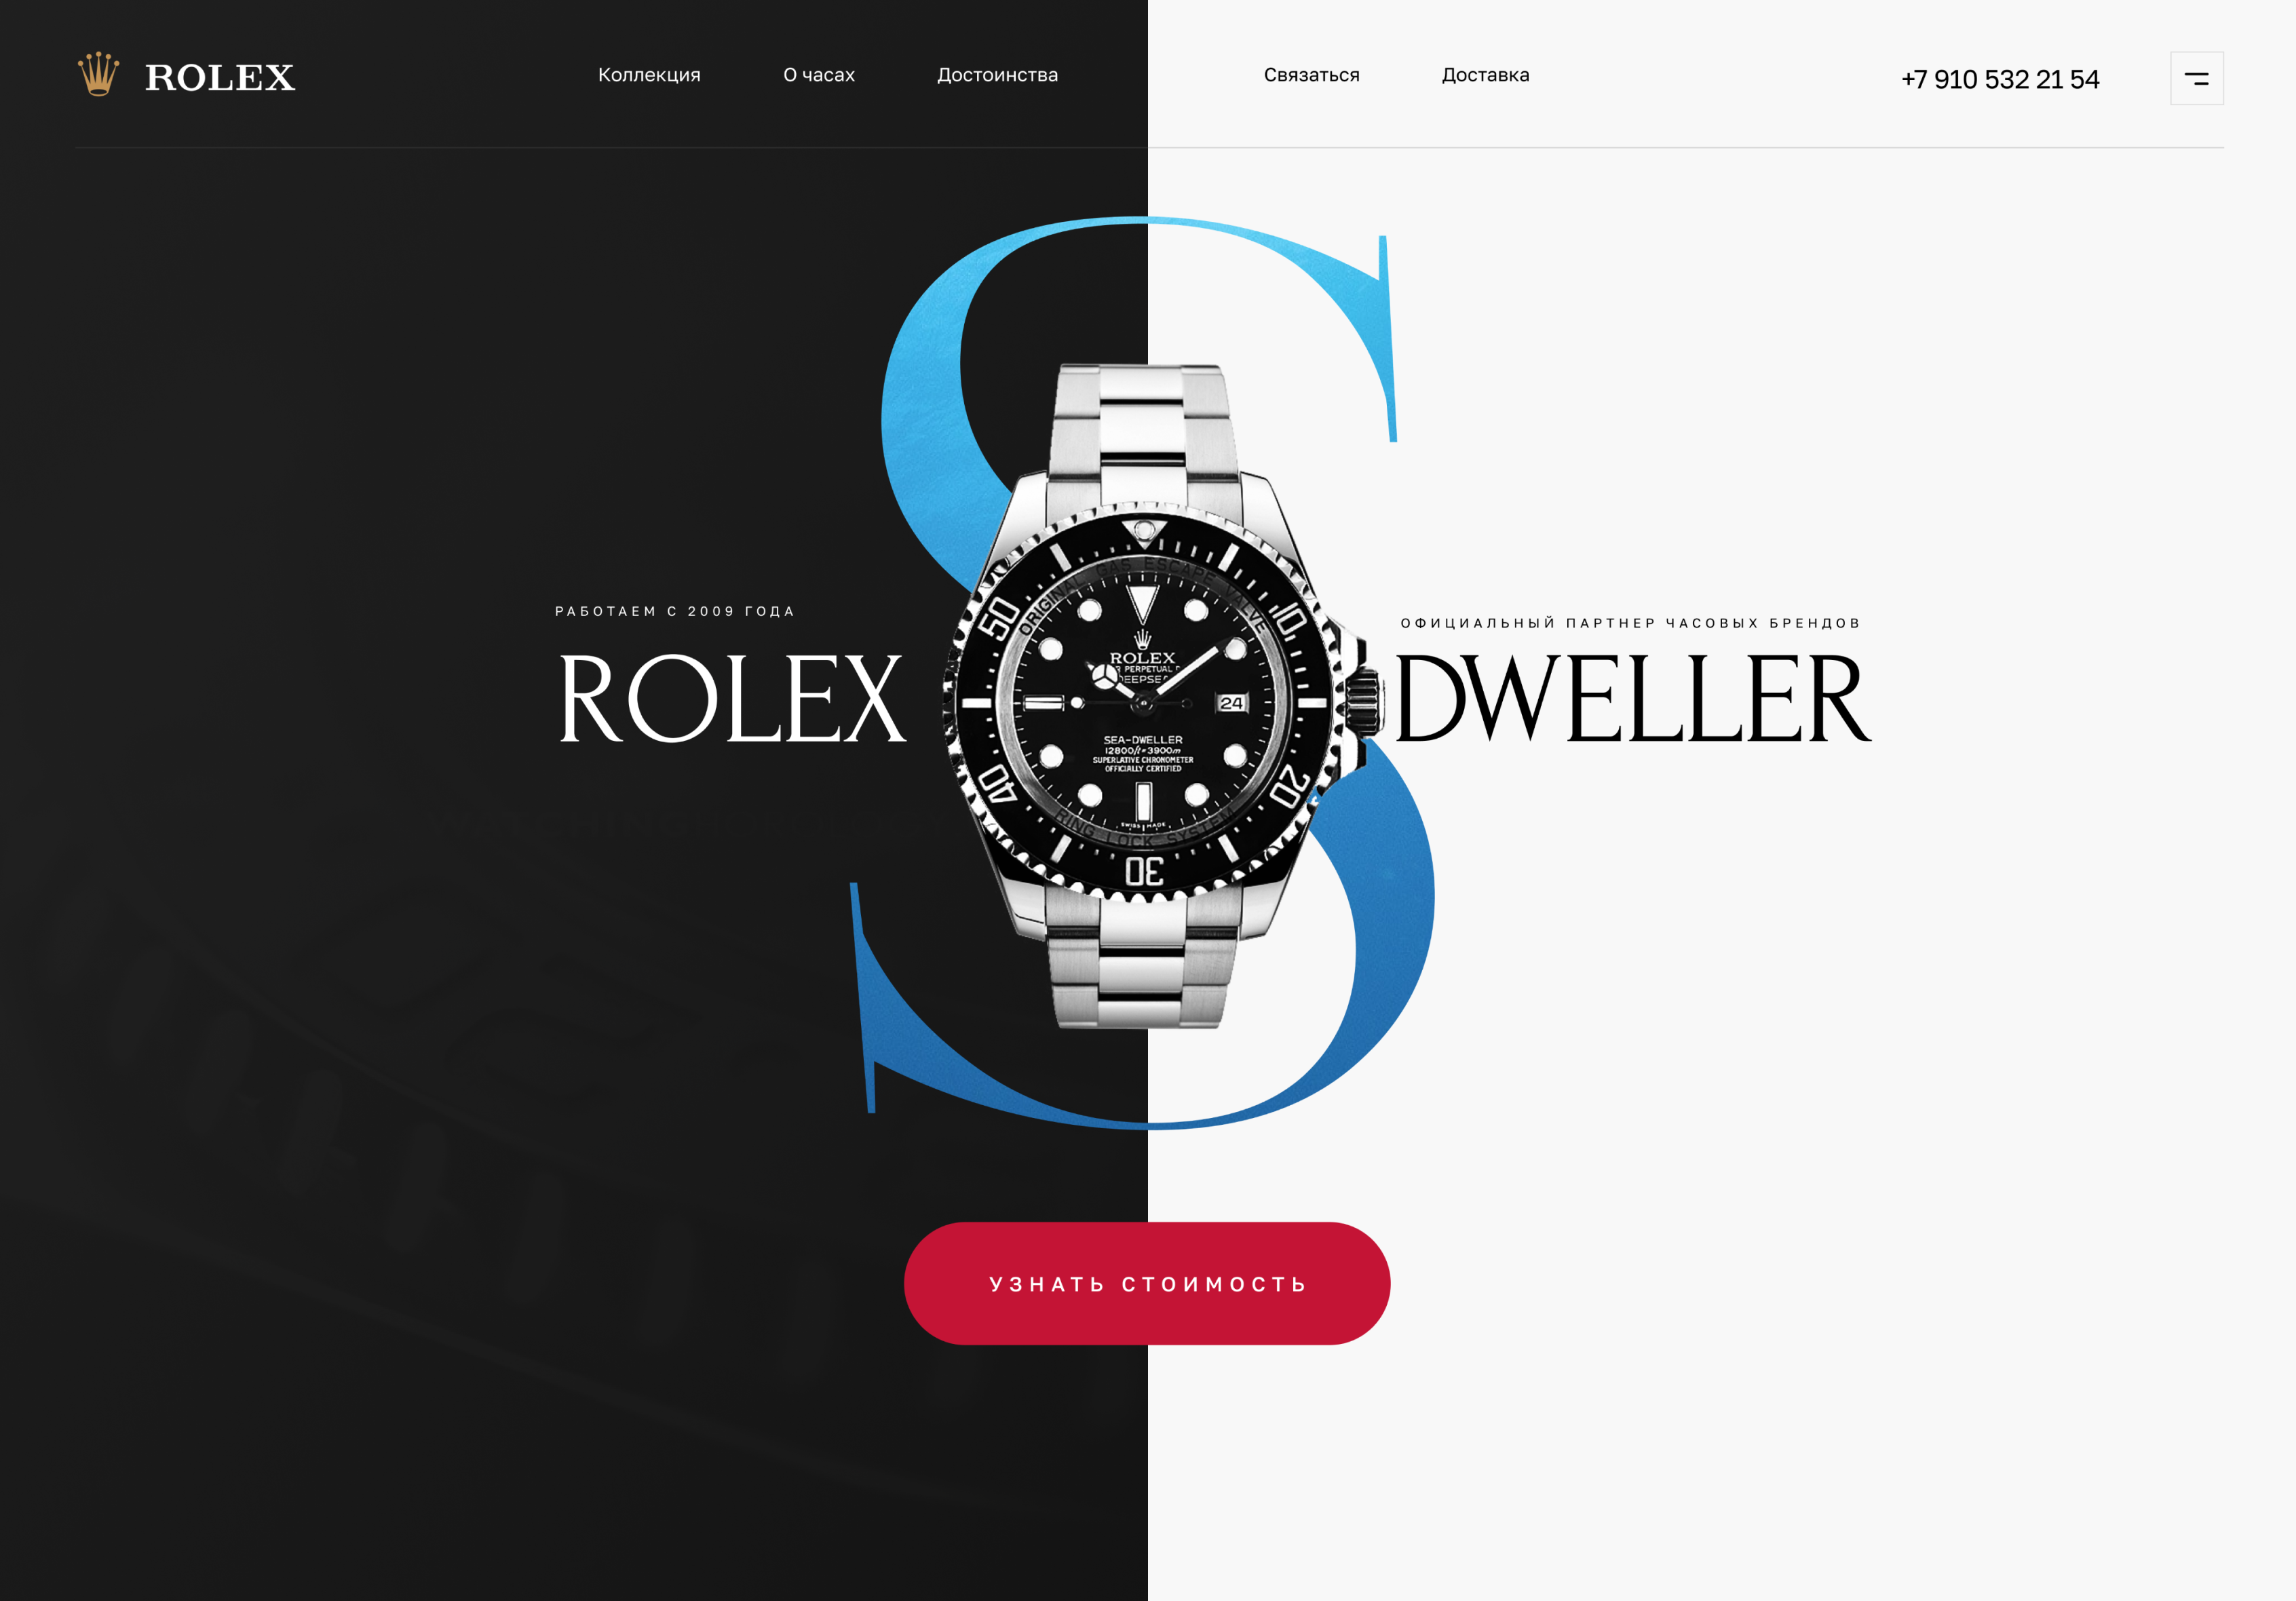 ROLEX
Коллекция
О часах
Достоинства
Связаться
Доставка
+7 910 532 21 54
S
РАБОТАЕМ С 2009 ГОДА
ROLEX
ОФИЦИАЛЬНЫЙ ПАРТНЕР ЧАСОВЫХ БРЕНДОВ
DWELLER
ORIGINAL GAS ESCAPE VALVE
50
10
ROLEX
PERPETUAL
24
SEA-DWELLER
12800ft=3900m
SUPERLATIVE CHRONOMETER
OFFICIALLY CERTIFIED
40
20
SWISS MADE
RING LOCK SYSTEM
30
УЗНАТЬ СТОИМОСТЬ